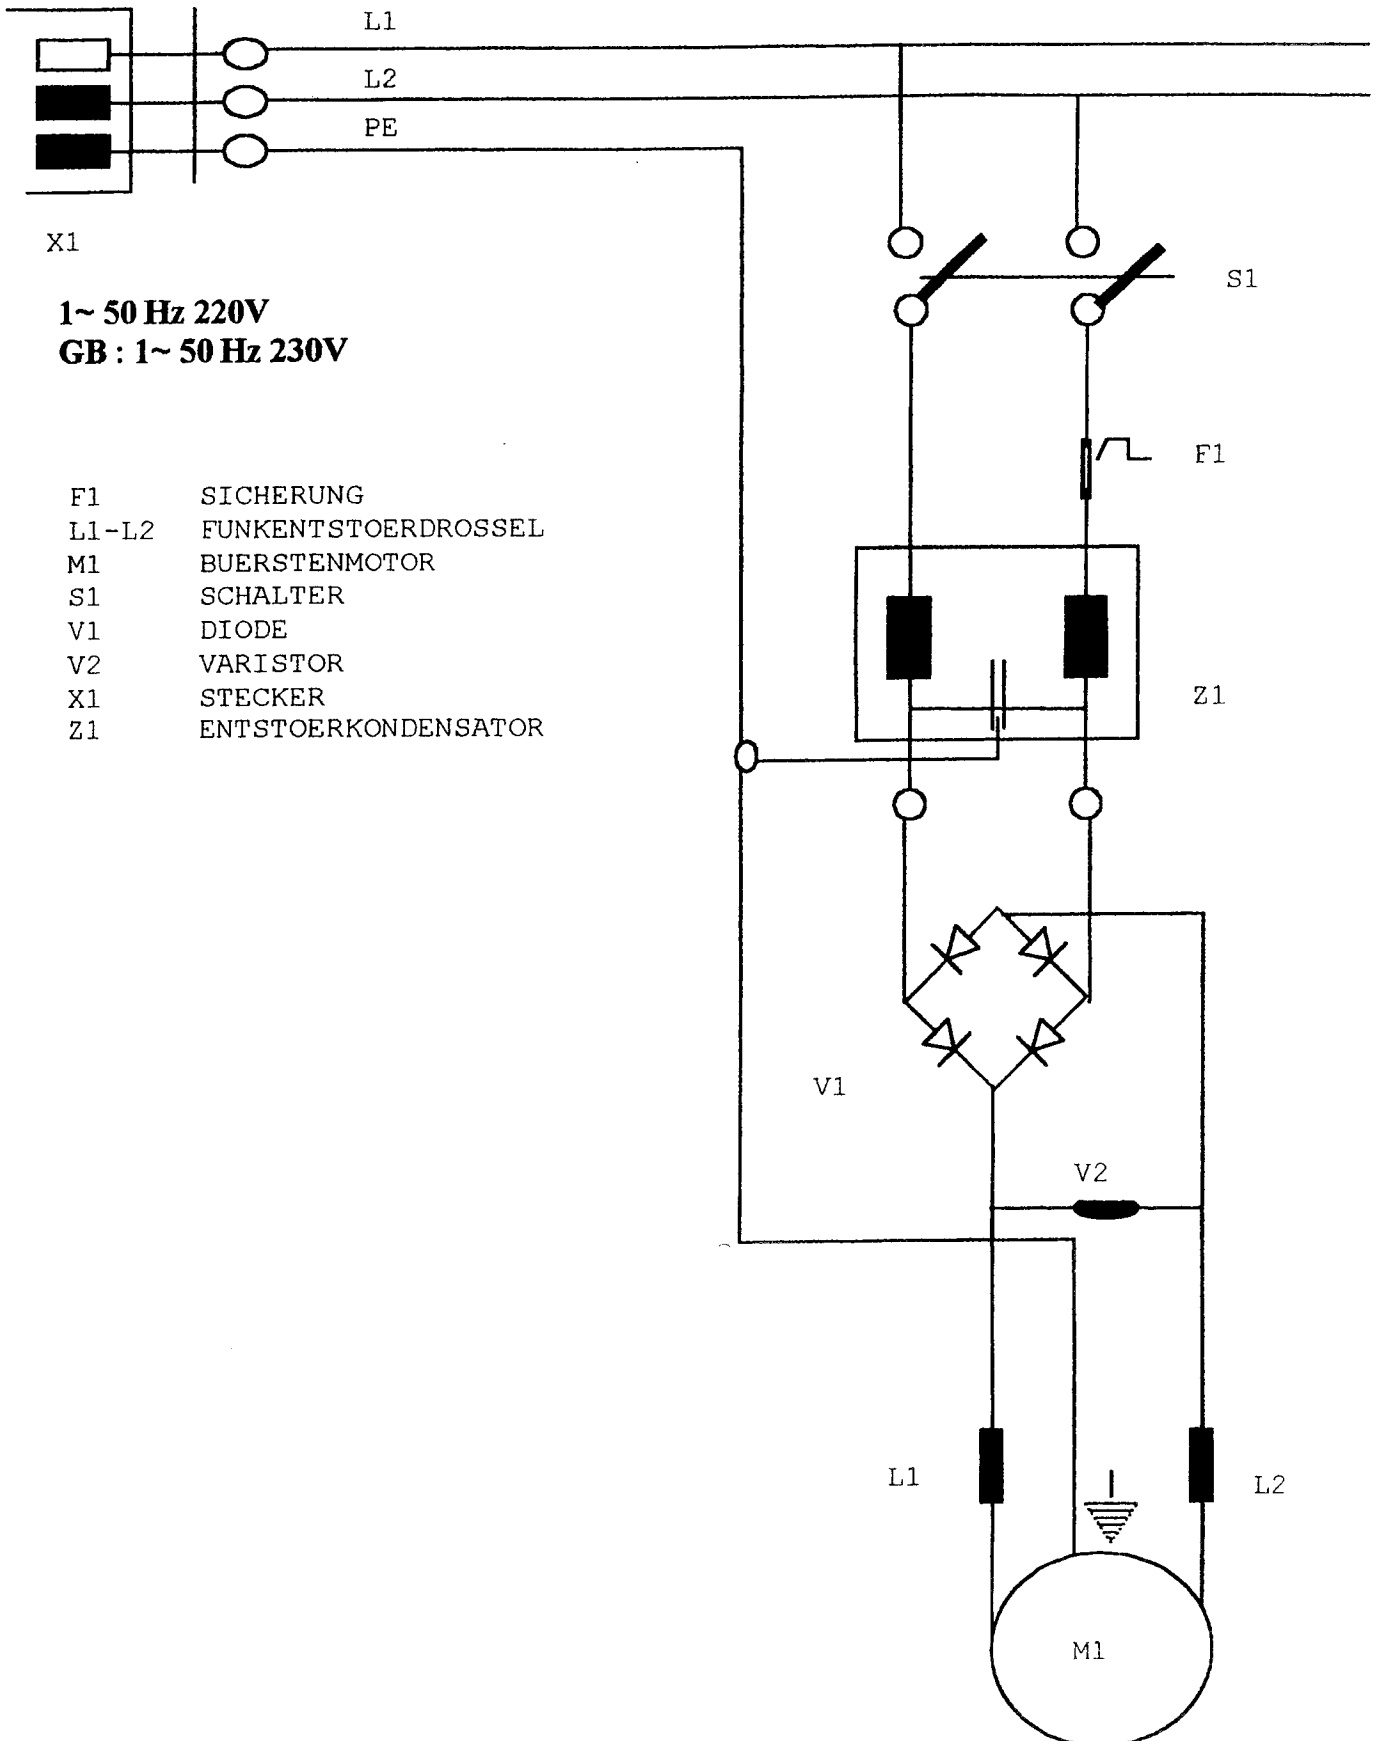 L1
L2
PE
X1
S1
1~ 50 Hz 220V
GB : 1~ 50 Hz 230V
F1
F1 SICHERUNG
L1-L2 FUNKENTSTOERDROSSEL
M1 BUERSTENMOTOR
S1 SCHALTER
V1 DIODE
V2 VARISTOR
X1 STECKER
Z1 ENTSTOERKONDENSATOR
Z1
V1
V2
L1
L2
M1